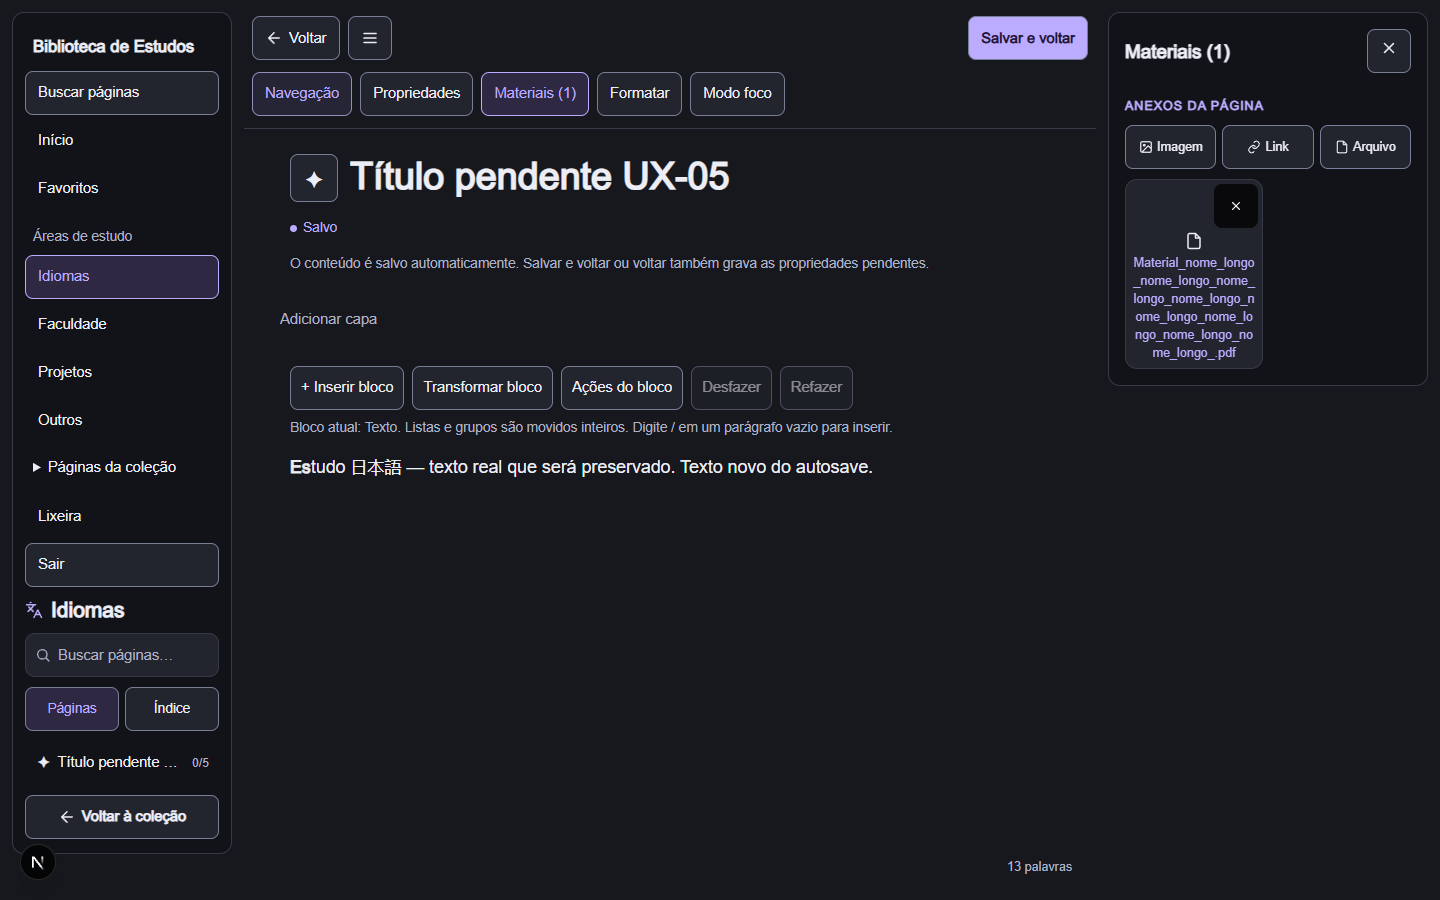 Biblioteca de Estudos
Buscar páginas
Início
Favoritos
Áreas de estudo
Idiomas
Faculdade
Projetos
Outros
Páginas da coleção
Lixeira
Sair
Idiomas
Buscar páginas...
Páginas
Índice
Título pendente ...
0/5
Voltar à coleção
N
Voltar
Salvar e voltar
Navegação
Propriedades
Materiais (1)
Formatar
Modo foco
Título pendente UX-05
Salvo
O conteúdo é salvo automaticamente. Salvar e voltar ou voltar também grava as propriedades pendentes.
Adicionar capa
+ Inserir bloco
Transformar bloco
Ações do bloco
Desfazer
Refazer
Bloco atual: Texto. Listas e grupos são movidos inteiros. Digite / em um parágrafo vazio para inserir.
Estudo 日本語 — texto real que será preservado. Texto novo do autosave.
13 palavras
Materiais (1)
ANEXOS DA PÁGINA
Imagem
Link
Arquivo
Material_nome_longo
_nome_longo_nome_
longo_nome_longo_n
ome_longo_nome_lo
ngo_nome_longo_no
me_longo_.pdf